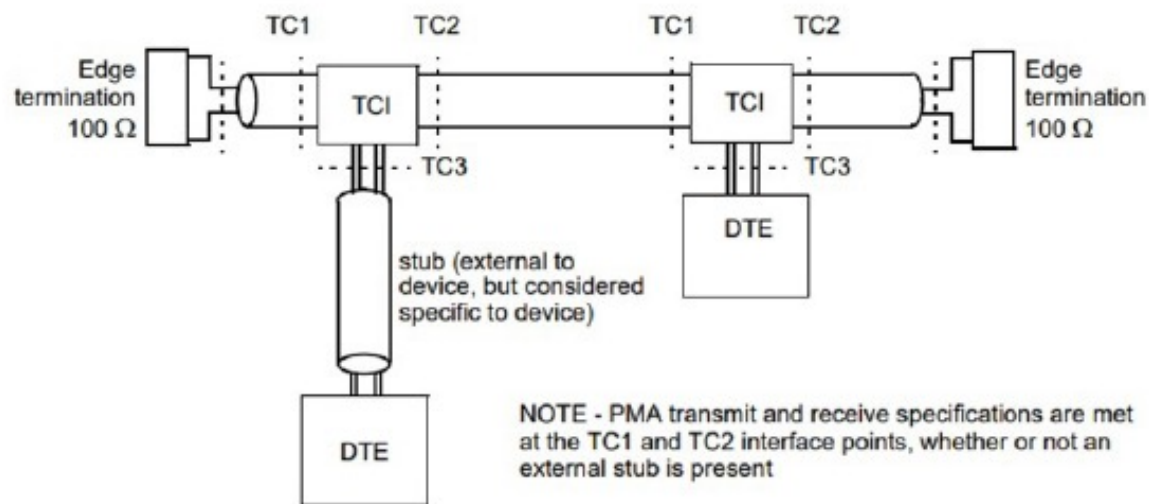 TC1
TC2
TC1
TC2
Edge
termination
100 Ω
TCI
TCI
Edge
termination
100 Ω
TC3
TC3
DTE
stub (external to
device, but considered
specific to device)
DTE
NOTE - PMA transmit and receive specifications are met
at the TC1 and TC2 interface points, whether or not an
external stub is present